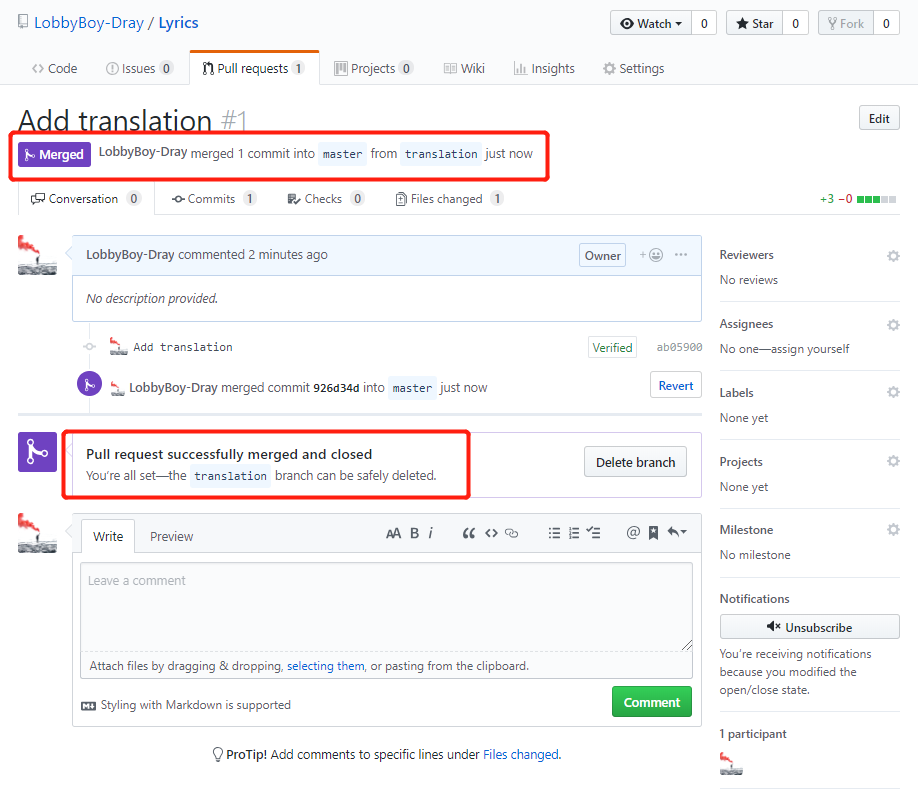 LobbyBoy-Dray / Lyrics
Watch 0 Star 0 Fork 0
Code Issues 0 Pull requests 1 Projects 0 Wiki Insights Settings
Add translation #1
Edit
Merged LobbyBoy-Dray merged 1 commit into master from translation just now
Conversation 0 Commits 1 Checks 0 Files changed 1 +3 −0
LobbyBoy-Dray commented 2 minutes ago Owner
No description provided.
Add translation Verified ab05900
LobbyBoy-Dray merged commit 926d34d into master just now Revert
Pull request successfully merged and closed
You're all set—the translation branch can be safely deleted.
Delete branch
Write Preview AA B i
Leave a comment
Attach files by dragging & dropping, selecting them, or pasting from the clipboard.
Styling with Markdown is supported
Comment
ProTip! Add comments to specific lines under Files changed.
Reviewers
No reviews
Assignees
No one—assign yourself
Labels
None yet
Projects
None yet
Milestone
No milestone
Notifications
Unsubscribe
You're receiving notifications
because you modified the
open/close state.
1 participant